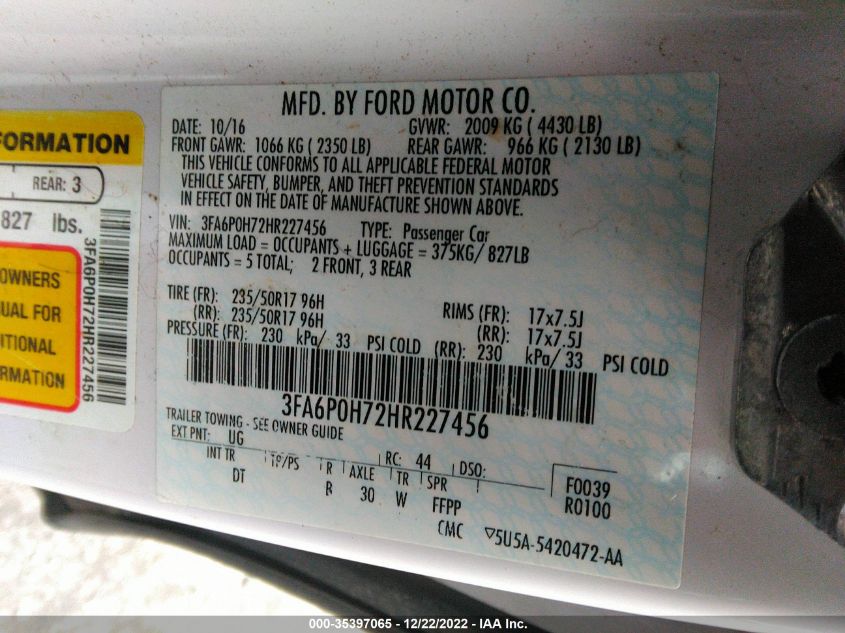 FORMATION
REAR: 3
827 lbs.
OWNERS
UAL FOR
ITIONAL
RMATION
3FA6P0H72HR227456
MFD. BY FORD MOTOR CO.
DATE: 10/16 GVWR: 2009 KG ( 4430 LB)
FRONT GAWR: 1066 KG ( 2350 LB) REAR GAWR: 966 KG ( 2130 LB)
THIS VEHICLE CONFORMS TO ALL APPLICABLE FEDERAL MOTOR
VEHICLE SAFETY, BUMPER, AND THEFT PREVENTION STANDARDS
IN EFFECT ON THE DATE OF MANUFACTURE SHOWN ABOVE.
VIN: 3FA6P0H72HR227456 TYPE: Passenger Car
MAXIMUM LOAD = OCCUPANTS + LUGGAGE = 375KG/ 827LB
OCCUPANTS = 5 TOTAL; 2 FRONT, 3 REAR
TIRE (FR): 235/50R17 96H RIMS (FR): 17x7.5J
(RR): 235/50R17 96H (RR): 17x7.5J
PRESSURE (FR): 230 kPa/ 33 PSI COLD (RR): 230 kPa/ 33 PSI COLD
3FA6P0H72HR227456
TRAILER TOWING - SEE OWNER GUIDE
EXT PNT: UG RC: 44 DSO:
INT TR TP/PS R AXLE TR SPR F0039
DT R 30 W FFPP R0100
CMC 5U5A-5420472-AA
000-35397065 - 12/22/2022 - IAAI Inc.